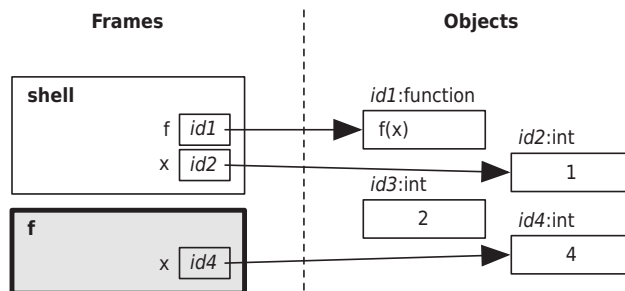 Frames Objects
shell
f id1
x id2
id1:function
f(x)
id2:int
1
id3:int
2
f
x id4
id4:int
4